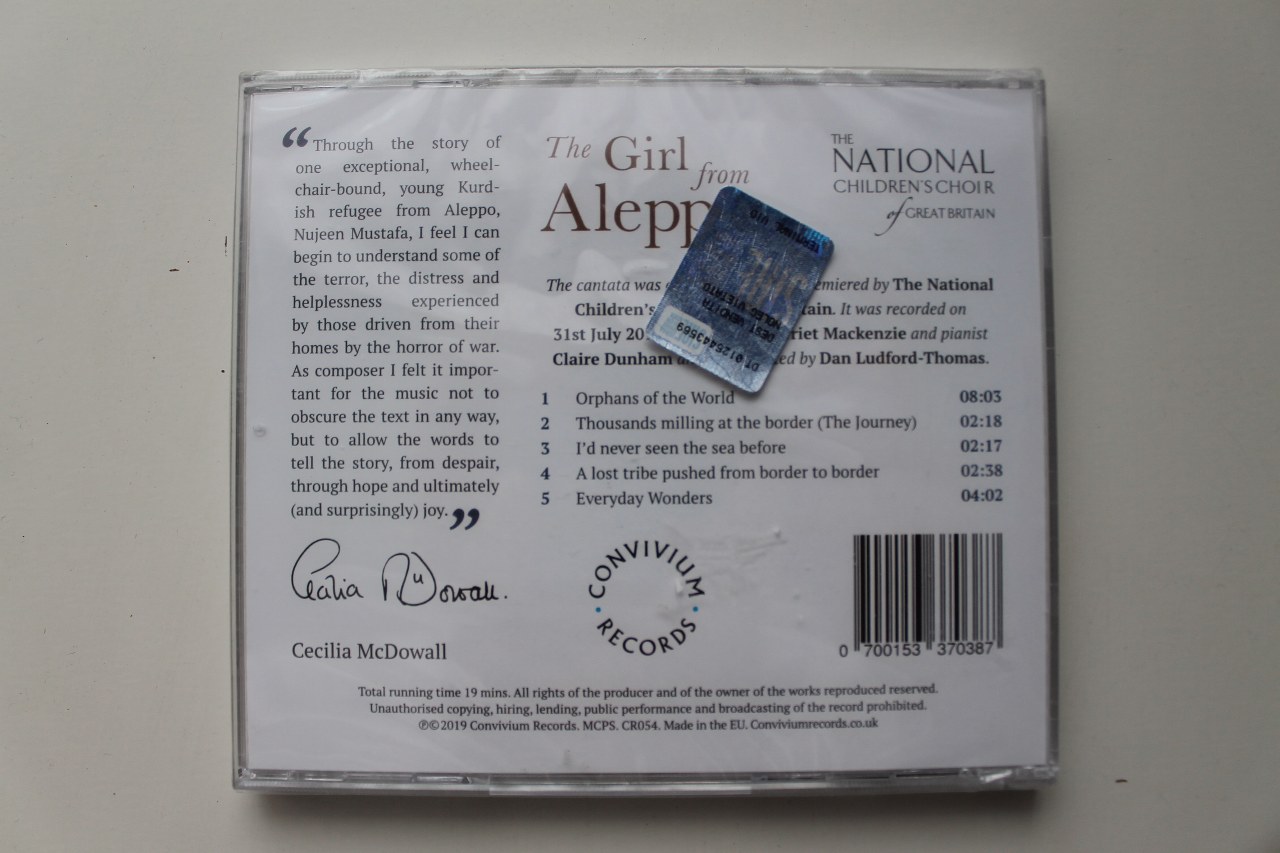 “Through the story of
one exceptional, wheel-
chair-bound, young Kurd-
ish refugee from Aleppo,
Nujeen Mustafa, I feel I can
begin to understand some of
the terror, the distress and
helplessness experienced
by those driven from their
homes by the horror of war.
As composer I felt it impor-
tant for the music not to
obscure the text in any way,
but to allow the words to
tell the story, from despair,
through hope and ultimately
(and surprisingly) joy.”
Cecilia McDowall.
Cecilia McDowall
The Girl from
Alepp
THE
NATIONAL
CHILDREN'S CHOIR
of GREAT BRITAIN
The cantata was emiered by The National
Children's tain. It was recorded on
31st July 20 riet Mackenzie and pianist
Claire Dunham ed by Dan Ludford-Thomas.
DEST. VENDITA
NOLEG.VIETATO
DT 0126443569
1 Orphans of the World 08:03
2 Thousands milling at the border (The Journey) 02:18
3 I'd never seen the sea before 02:17
4 A lost tribe pushed from border to border 02:38
5 Everyday Wonders 04:02
CONVIVIUM
RECORDS
0 700153 370387
Total running time 19 mins. All rights of the producer and of the owner of the works reproduced reserved.
Unauthorised copying, hiring, lending, public performance and broadcasting of the record prohibited.
℗©2019 Convivium Records. MCPS. CR054. Made in the EU. Conviviumrecords.co.uk